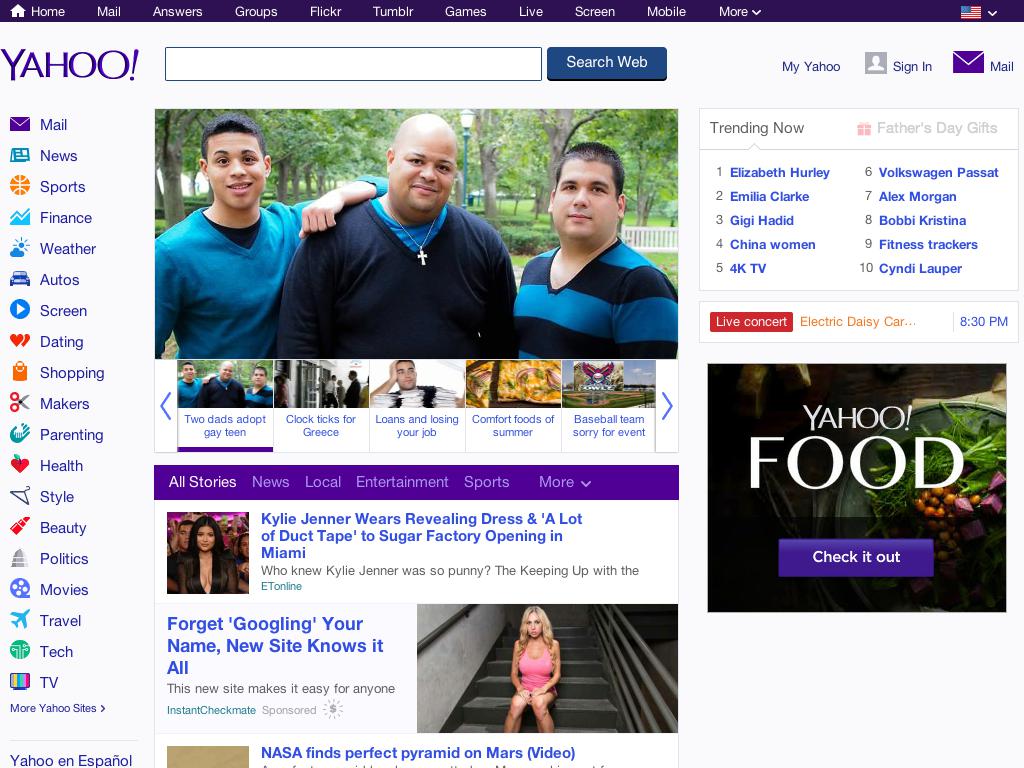 Home Mail Answers Groups Flickr Tumblr Games Live Screen Mobile More
YAHOO!
Search Web
My Yahoo Sign In Mail
Mail
News
Sports
Finance
Weather
Autos
Screen
Dating
Shopping
Makers
Parenting
Health
Style
Beauty
Politics
Movies
Travel
Tech
TV
More Yahoo Sites
Yahoo en Español
Two dads adopt
gay teen
Clock ticks for
Greece
Loans and losing
your job
Comfort foods of
summer
Baseball team
sorry for event
All Stories News Local Entertainment Sports More
Kylie Jenner Wears Revealing Dress & 'A Lot
of Duct Tape' to Sugar Factory Opening in
Miami
Who knew Kylie Jenner was so punny? The Keeping Up with the
ETonline
Forget 'Googling' Your
Name, New Site Knows it
All
This new site makes it easy for anyone
InstantCheckmate Sponsored $
NASA finds perfect pyramid on Mars (Video)
Trending Now Father's Day Gifts
1 Elizabeth Hurley
2 Emilia Clarke
3 Gigi Hadid
4 China women
5 4K TV
6 Volkswagen Passat
7 Alex Morgan
8 Bobbi Kristina
9 Fitness trackers
10 Cyndi Lauper
Live concert Electric Daisy Car... 8:30 PM
YAHOO!
FOOD
Check it out